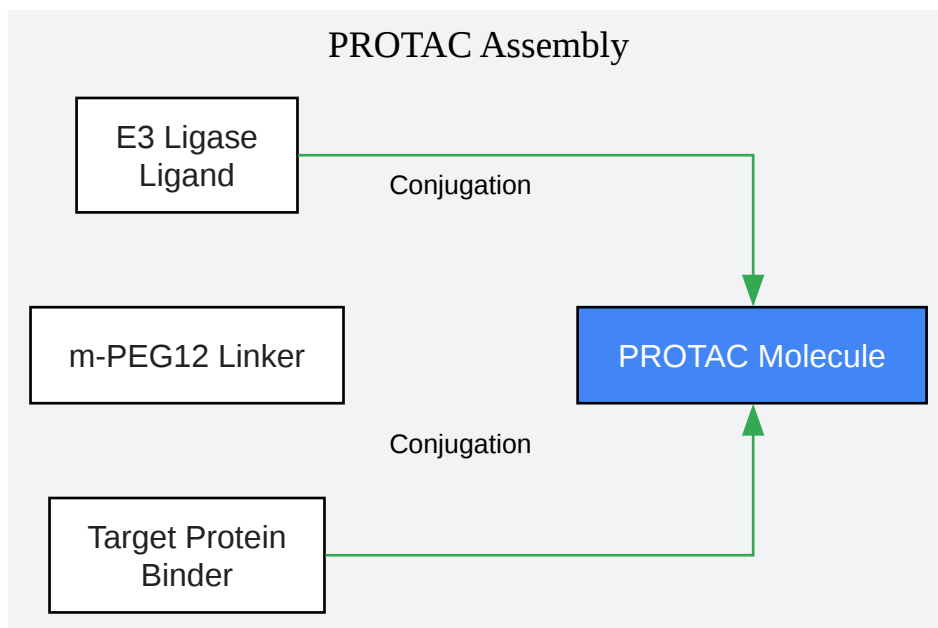 PROTAC Assembly
E3 Ligase
Ligand
Conjugation
m-PEG12 Linker
PROTAC Molecule
Conjugation
Target Protein
Binder